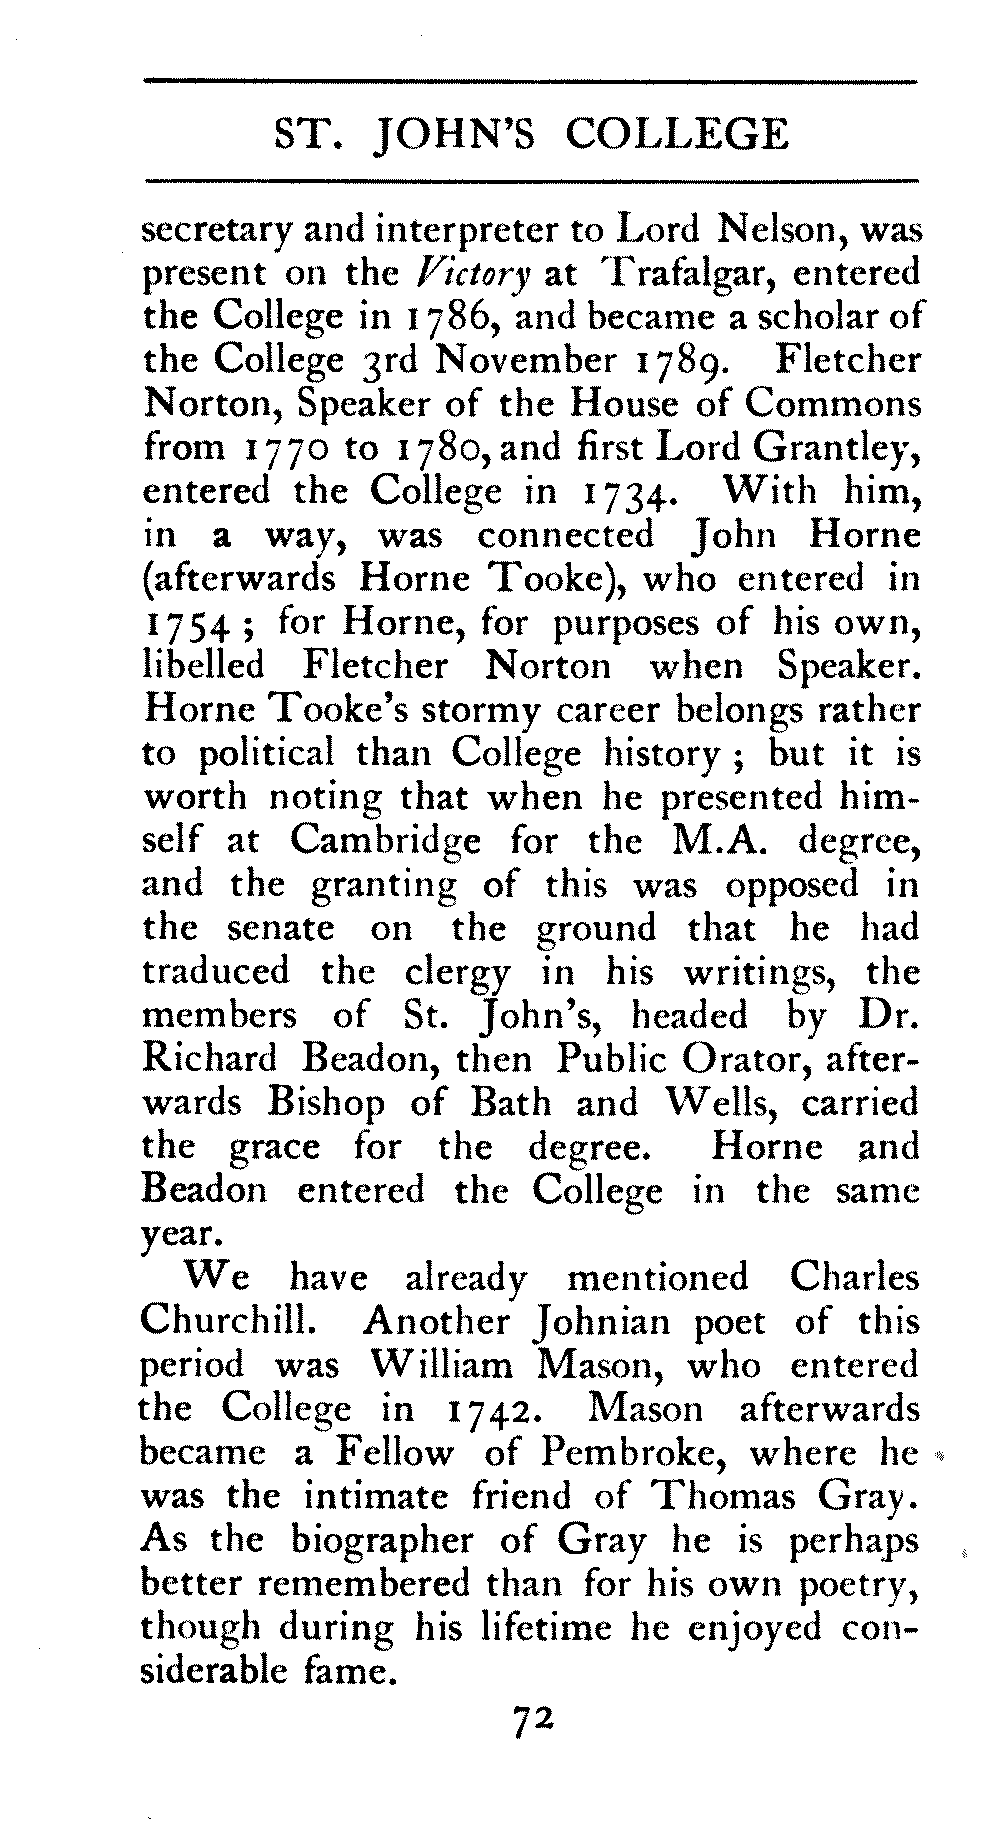 ST. JOHN'S COLLEGE
secretary and interpreter to Lord Nelson, was
present on the Victory at Trafalgar, entered
the College in 1786, and became a scholar of
the College 3rd November 1789. Fletcher
Norton, Speaker of the House of Commons
from 1770 to 1780, and first Lord Grantley,
entered the College in 1734. With him,
in a way, was connected John Horne
(afterwards Horne Tooke), who entered in
1754 ; for Horne, for purposes of his own,
libelled Fletcher Norton when Speaker.
Horne Tooke's stormy career belongs rather
to political than College history ; but it is
worth noting that when he presented him-
self at Cambridge for the M.A. degree,
and the granting of this was opposed in
the senate on the ground that he had
traduced the clergy in his writings, the
members of St. John's, headed by Dr.
Richard Beadon, then Public Orator, after-
wards Bishop of Bath and Wells, carried
the grace for the degree. Horne and
Beadon entered the College in the same
year.
We have already mentioned Charles
Churchill. Another Johnian poet of this
period was William Mason, who entered
the College in 1742. Mason afterwards
became a Fellow of Pembroke, where he
was the intimate friend of Thomas Gray.
As the biographer of Gray he is perhaps
better remembered than for his own poetry,
though during his lifetime he enjoyed con-
siderable fame.
72